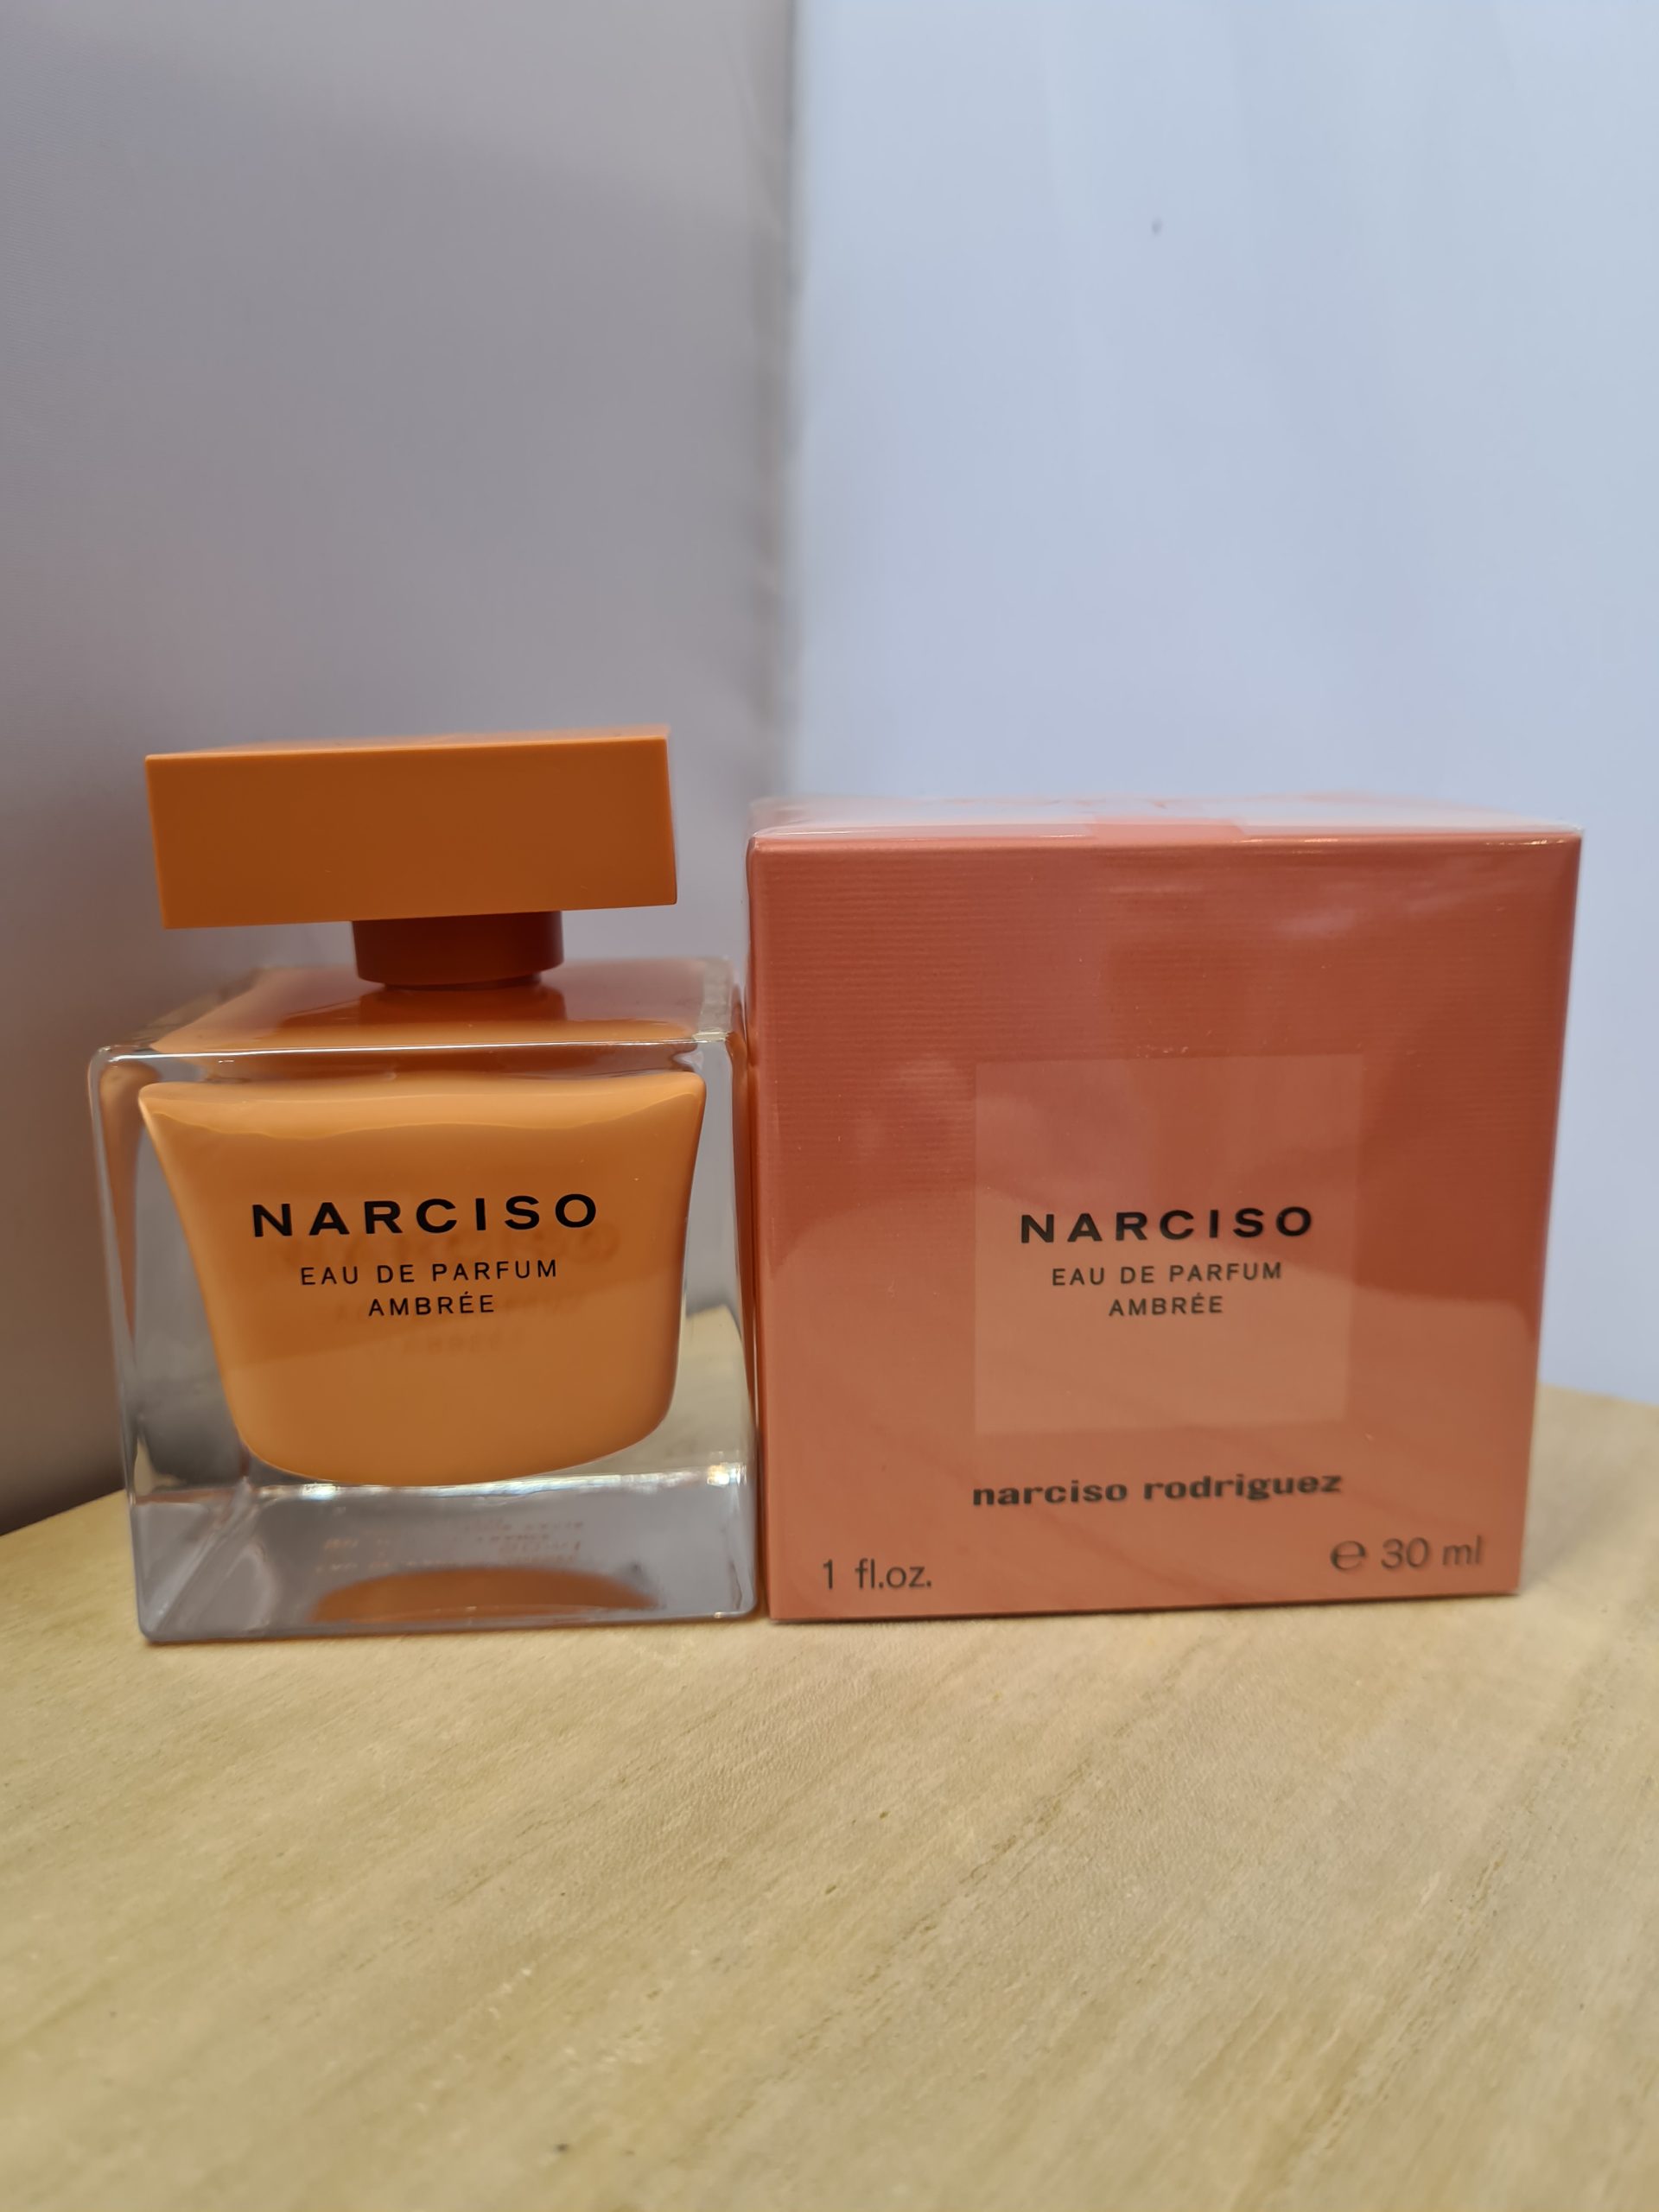 NARCISO
EAU DE PARFUM
AMBRÉE
NARCISO
EAU DE PARFUM
AMBRÉE
narciso rodriguez
1 fl.oz.
℮ 30 ml